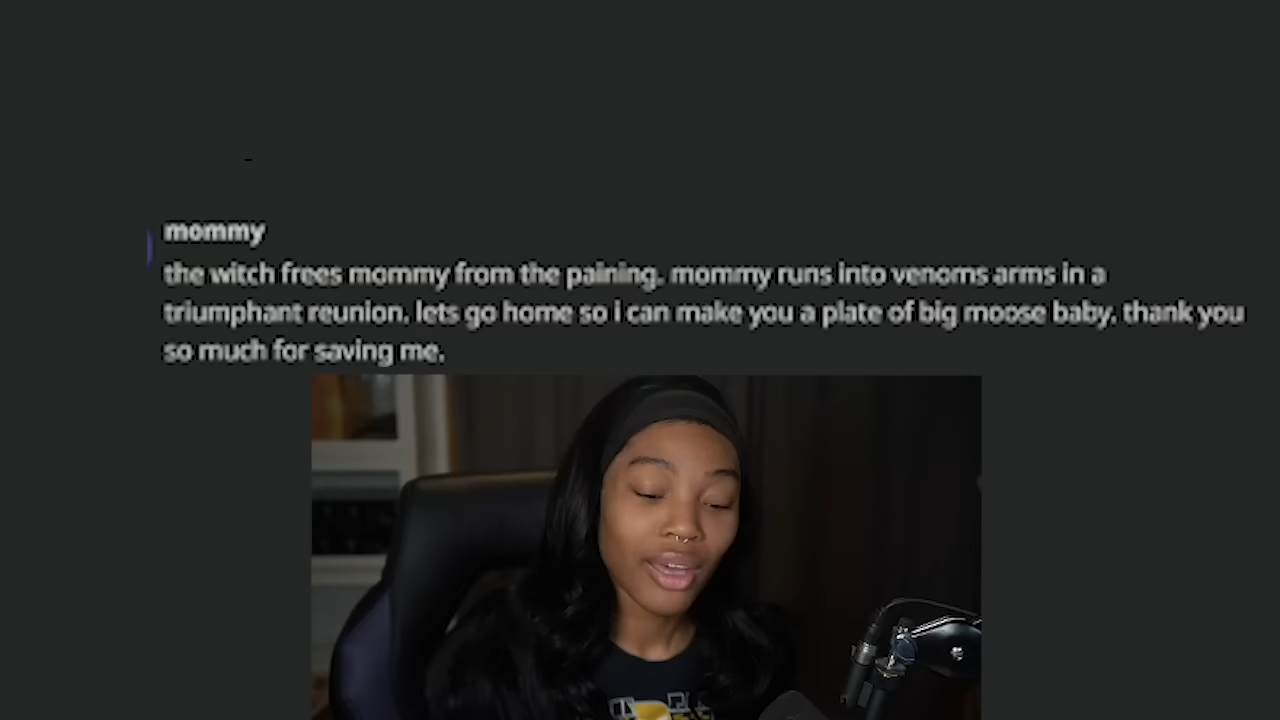 mommy
the witch frees mommy from the paining. mommy runs into venoms arms in a
triumphant reunion. lets go home so i can make you a plate of big moose baby. thank you
so much for saving me.